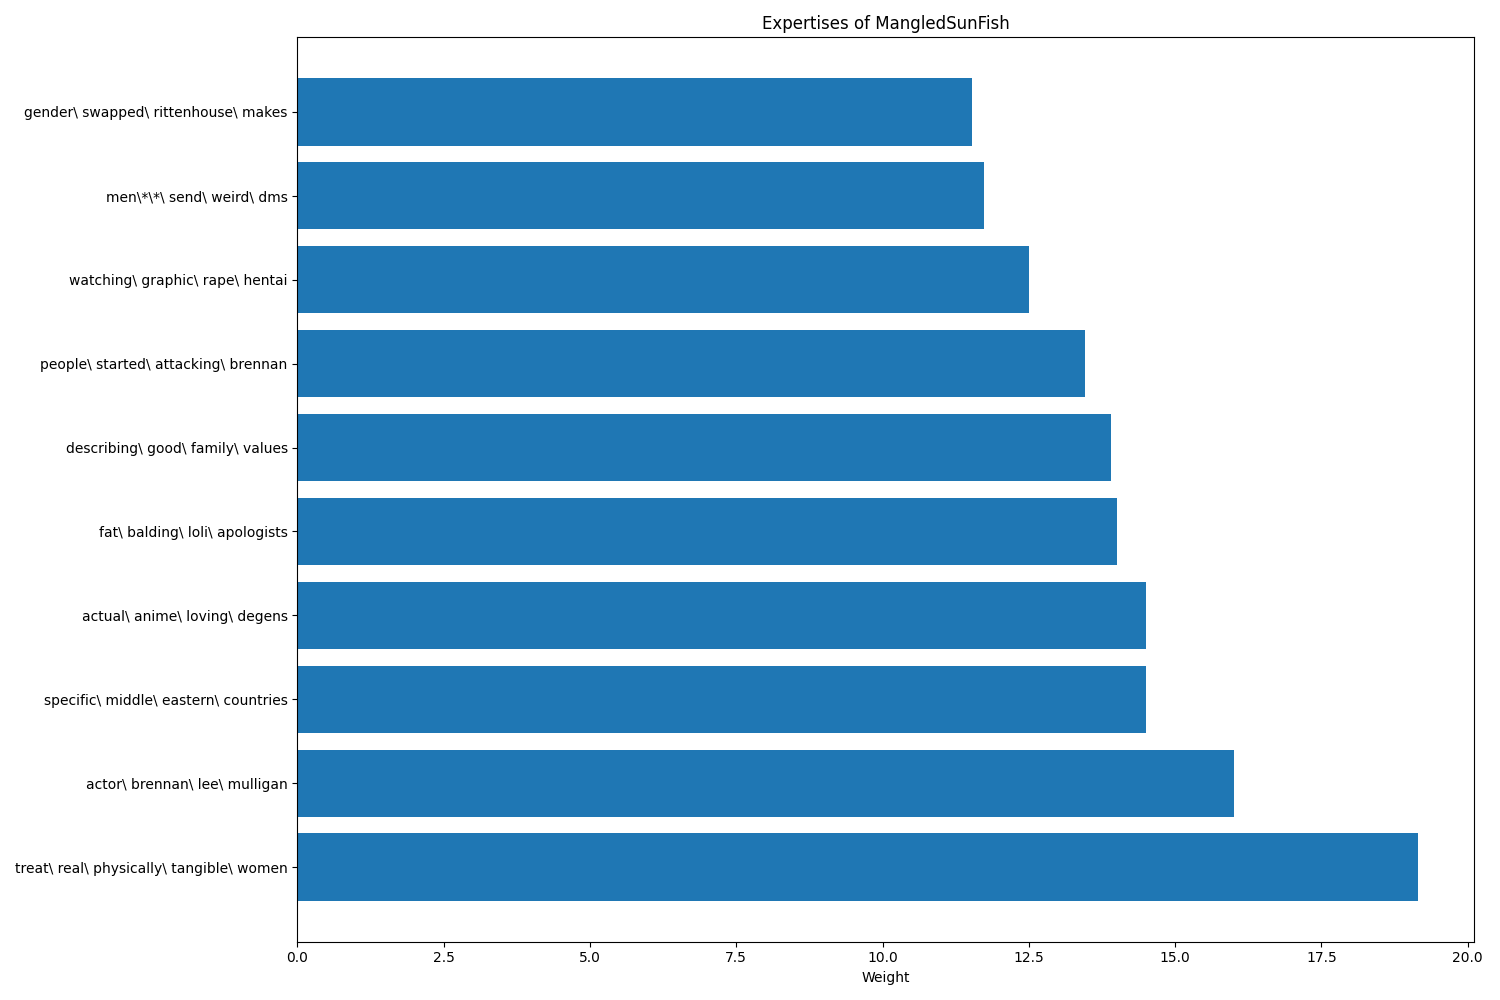 Expertises of MangledSunFish
gender\ swapped\ rittenhouse\ makes
men\*\*\ send\ weird\ dms
watching\ graphic\ rape\ hentai
people\ started\ attacking\ brennan
describing\ good\ family\ values
fat\ balding\ loli\ apologists
actual\ anime\ loving\ degens
specific\ middle\ eastern\ countries
actor\ brennan\ lee\ mulligan
treat\ real\ physically\ tangible\ women
0.0 2.5 5.0 7.5 10.0 12.5 15.0 17.5 20.0
Weight